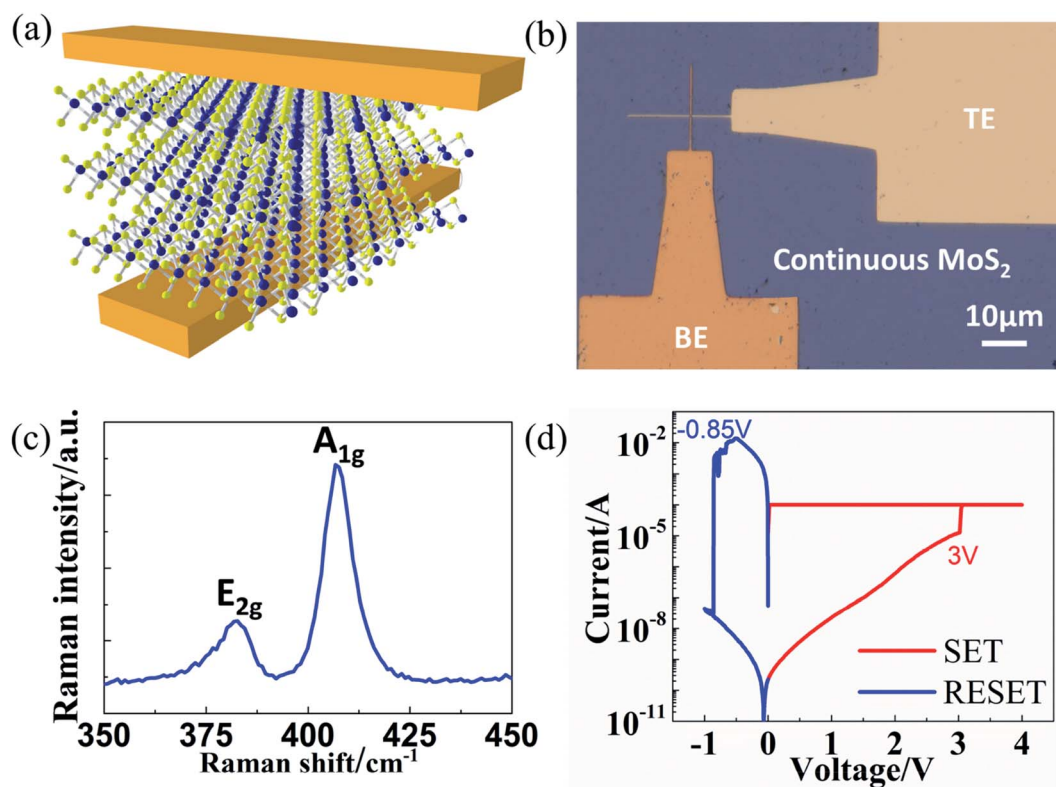 (a)
(b)
TE
Continuous MoS₂
BE
10μm
(c)
Raman intensity/a.u.
E₂g
A₁g
350 375 400 425 450
Raman shift/cm⁻¹
(d)
Current/A
10⁻²
10⁻⁵
10⁻⁸
10⁻¹¹
-0.85V
3V
SET
RESET
-1 0 1 2 3 4
Voltage/V